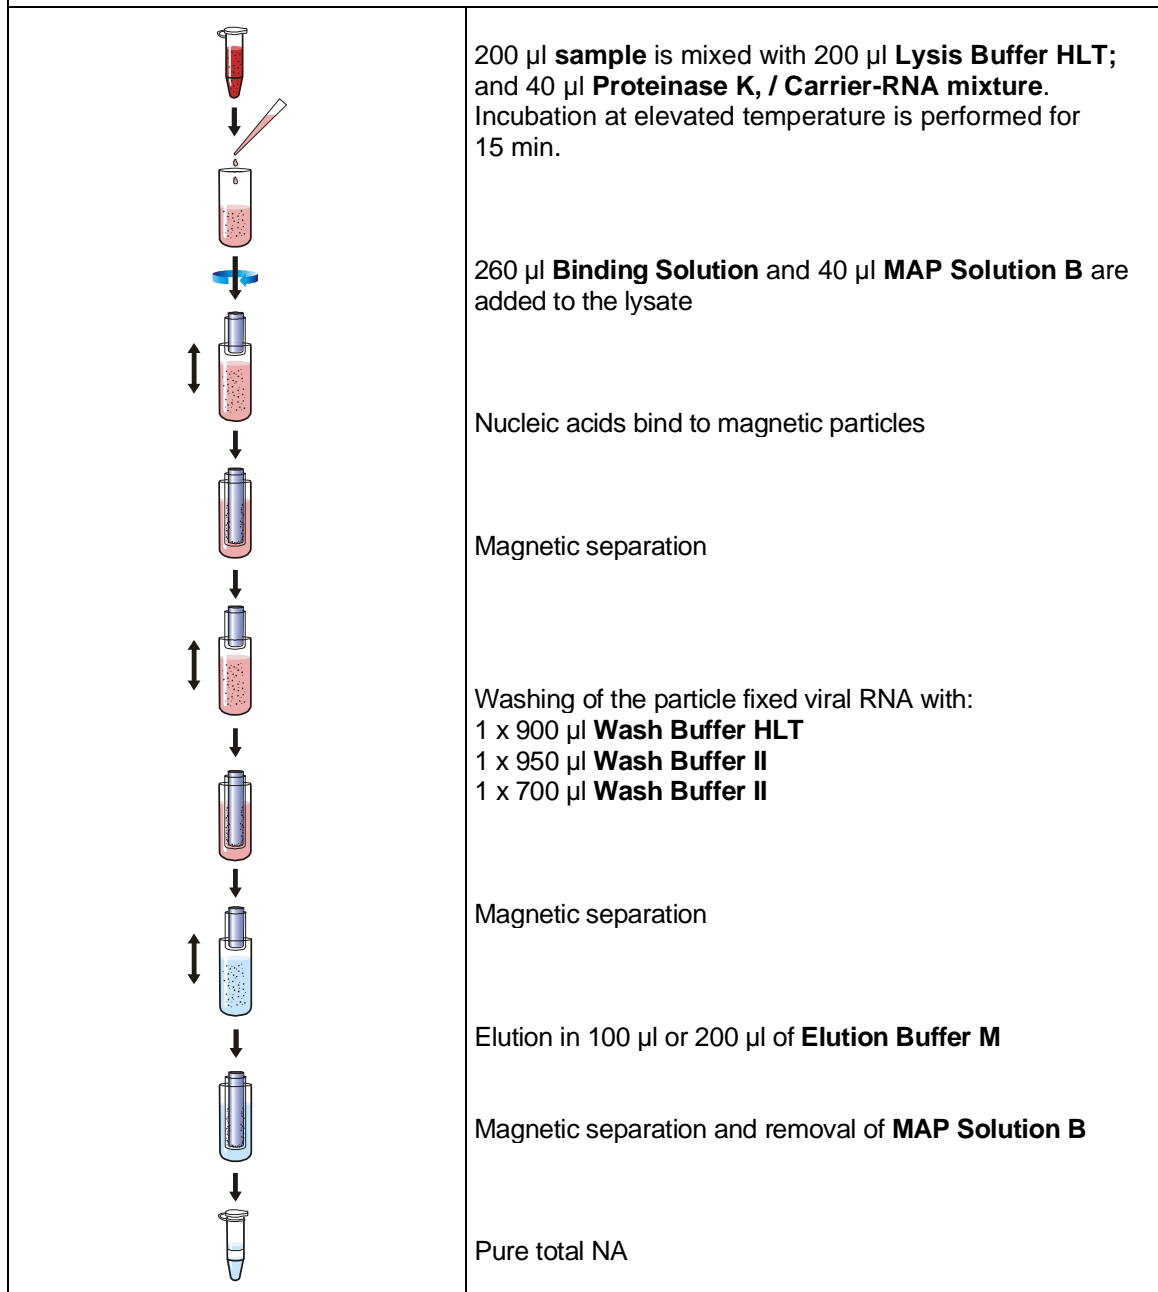 200 µl sample is mixed with 200 µl Lysis Buffer HLT;
and 40 µl Proteinase K, / Carrier-RNA mixture.
Incubation at elevated temperature is performed for
15 min.
260 µl Binding Solution and 40 µl MAP Solution B are
added to the lysate
Nucleic acids bind to magnetic particles
Magnetic separation
Washing of the particle fixed viral RNA with:
1 x 900 µl Wash Buffer HLT
1 x 950 µl Wash Buffer II
1 x 700 µl Wash Buffer II
Magnetic separation
Elution in 100 µl or 200 µl of Elution Buffer M
Magnetic separation and removal of MAP Solution B
Pure total NA